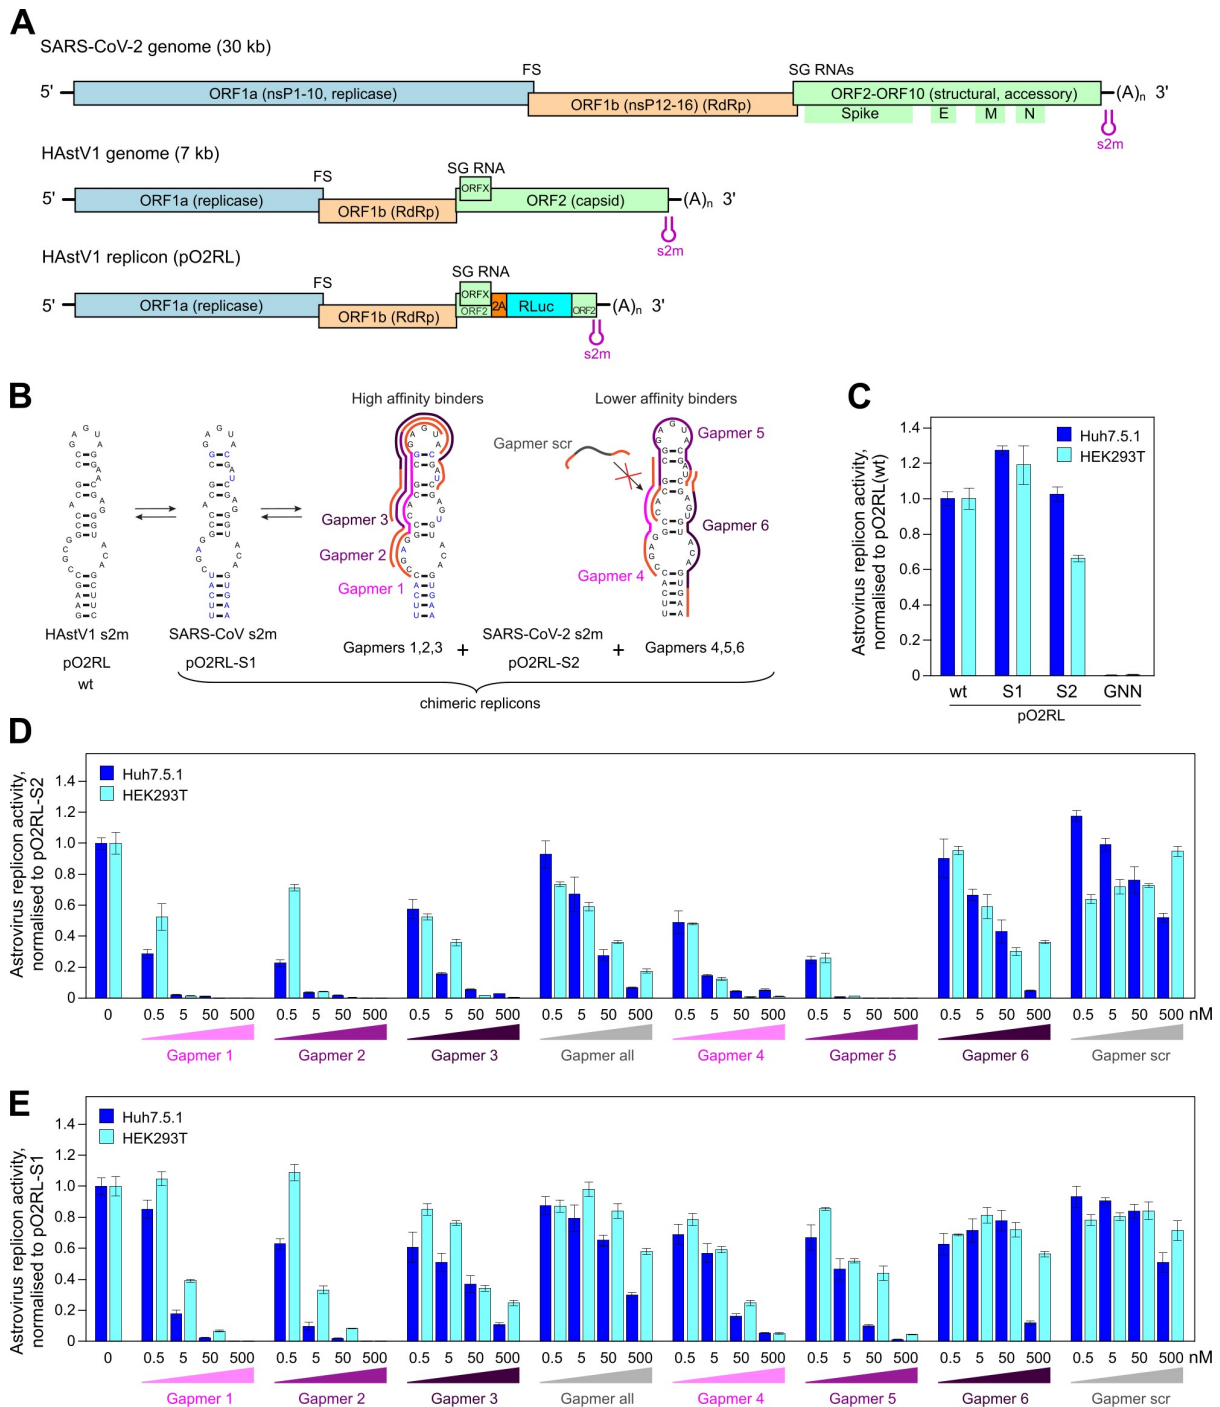 A
SARS-CoV-2 genome (30 kb)
FS
SG RNAs
5'
ORF1a (nsP1-10, replicase)
ORF1b (nsP12-16) (RdRp)
ORF2-ORF10 (structural, accessory)
(A)n 3'
Spike
E
M
N
s2m
HAstV1 genome (7 kb)
FS
SG RNA
5'
ORF1a (replicase)
ORF1b (RdRp)
ORFX
ORF2 (capsid)
(A)n 3'
s2m
HAstV1 replicon (pO2RL)
FS
SG RNA
5'
ORF1a (replicase)
ORF1b (RdRp)
ORFX
ORF2
2A
RLuc
ORF2
(A)n 3'
s2m
B
High affinity binders
Lower affinity binders
Gapmer scr
Gapmer 5
Gapmer 3
Gapmer 6
Gapmer 2
Gapmer 4
Gapmer 1
HAstV1 s2m
pO2RL
wt
SARS-CoV s2m
pO2RL-S1
Gapmers 1,2,3
+
SARS-CoV-2 s2m
pO2RL-S2
+
Gapmers 4,5,6
chimeric replicons
C
Astrovirus replicon activity,
normalised to pO2RL(wt)
1.4
1.2
1.0
0.8
0.6
0.4
0.2
0
Huh7.5.1
HEK293T
wt S1 S2 GNN
pO2RL
D
Astrovirus replicon activity,
normalised to pO2RL-S2
1.4
1.2
1.0
0.8
0.6
0.4
0.2
0
Huh7.5.1
HEK293T
0 0.5 5 50 500 0.5 5 50 500 0.5 5 50 500 0.5 5 50 500 0.5 5 50 500 0.5 5 50 500 0.5 5 50 500 0.5 5 50 500 nM
Gapmer 1 Gapmer 2 Gapmer 3 Gapmer all Gapmer 4 Gapmer 5 Gapmer 6 Gapmer scr
E
Astrovirus replicon activity,
normalised to pO2RL-S1
1.4
1.2
1.0
0.8
0.6
0.4
0.2
0
Huh7.5.1
HEK293T
0 0.5 5 50 500 0.5 5 50 500 0.5 5 50 500 0.5 5 50 500 0.5 5 50 500 0.5 5 50 500 0.5 5 50 500 0.5 5 50 500 nM
Gapmer 1 Gapmer 2 Gapmer 3 Gapmer all Gapmer 4 Gapmer 5 Gapmer 6 Gapmer scr